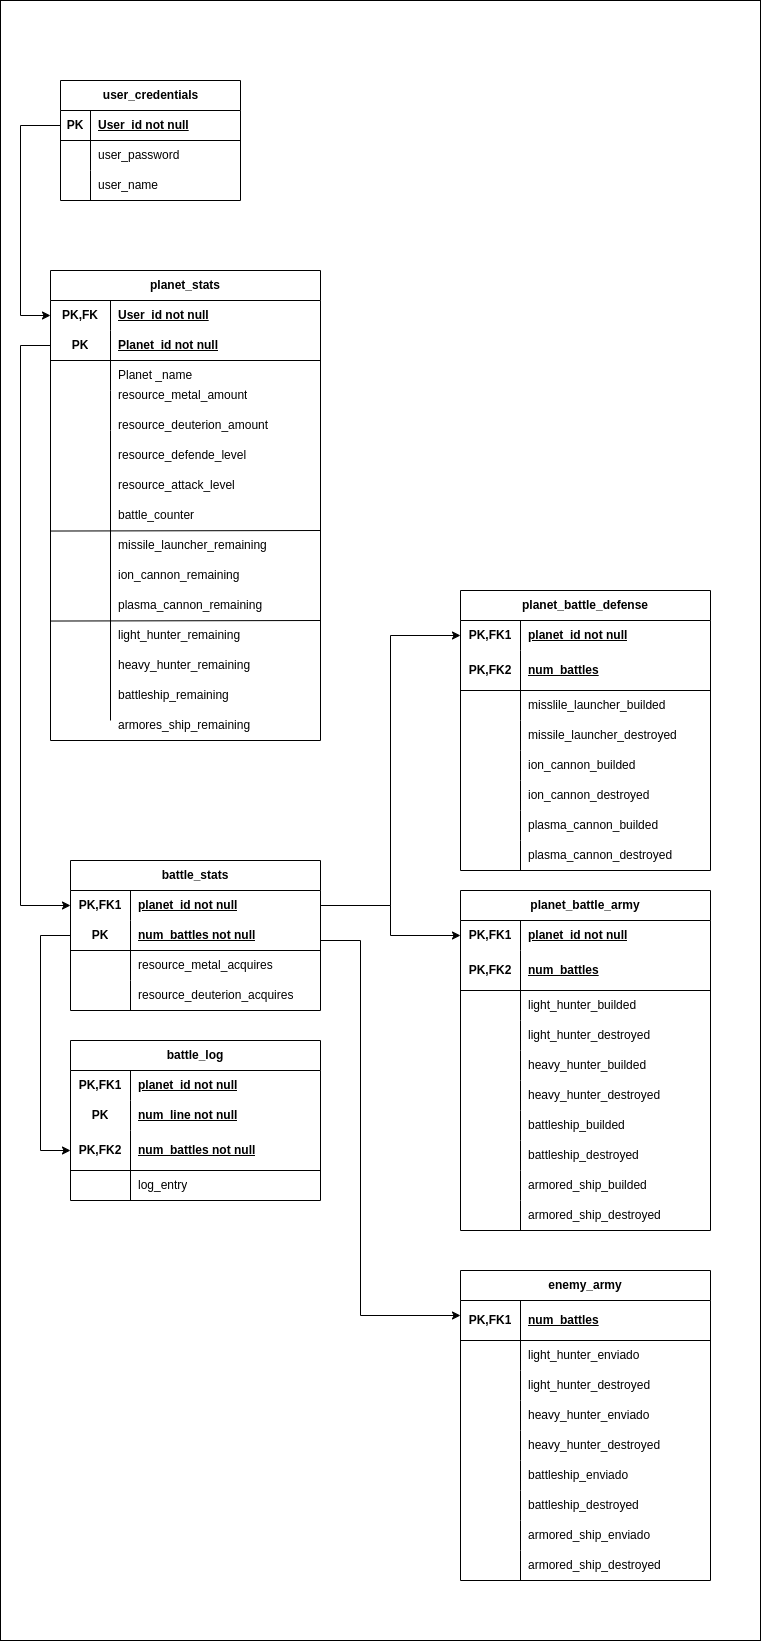 user_credentials
PK User_id not null
user_password
user_name
planet_stats
PK,FK User_id not null
PK Planet_id not null
Planet _name
resource_metal_amount
resource_deuterion_amount
resource_defende_level
resource_attack_level
battle_counter
missile_launcher_remaining
ion_cannon_remaining
plasma_cannon_remaining
light_hunter_remaining
heavy_hunter_remaining
battleship_remaining
armores_ship_remaining
battle_stats
PK,FK1 planet_id not null
PK num_battles not null
resource_metal_acquires
resource_deuterion_acquires
battle_log
PK,FK1 planet_id not null
PK num_line not null
PK,FK2 num_battles not null
log_entry
planet_battle_defense
PK,FK1 planet_id not null
PK,FK2 num_battles
misslile_launcher_builded
missile_launcher_destroyed
ion_cannon_builded
ion_cannon_destroyed
plasma_cannon_builded
plasma_cannon_destroyed
planet_battle_army
PK,FK1 planet_id not null
PK,FK2 num_battles
light_hunter_builded
light_hunter_destroyed
heavy_hunter_builded
heavy_hunter_destroyed
battleship_builded
battleship_destroyed
armored_ship_builded
armored_ship_destroyed
enemy_army
PK,FK1 num_battles
light_hunter_enviado
light_hunter_destroyed
heavy_hunter_enviado
heavy_hunter_destroyed
battleship_enviado
battleship_destroyed
armored_ship_enviado
armored_ship_destroyed